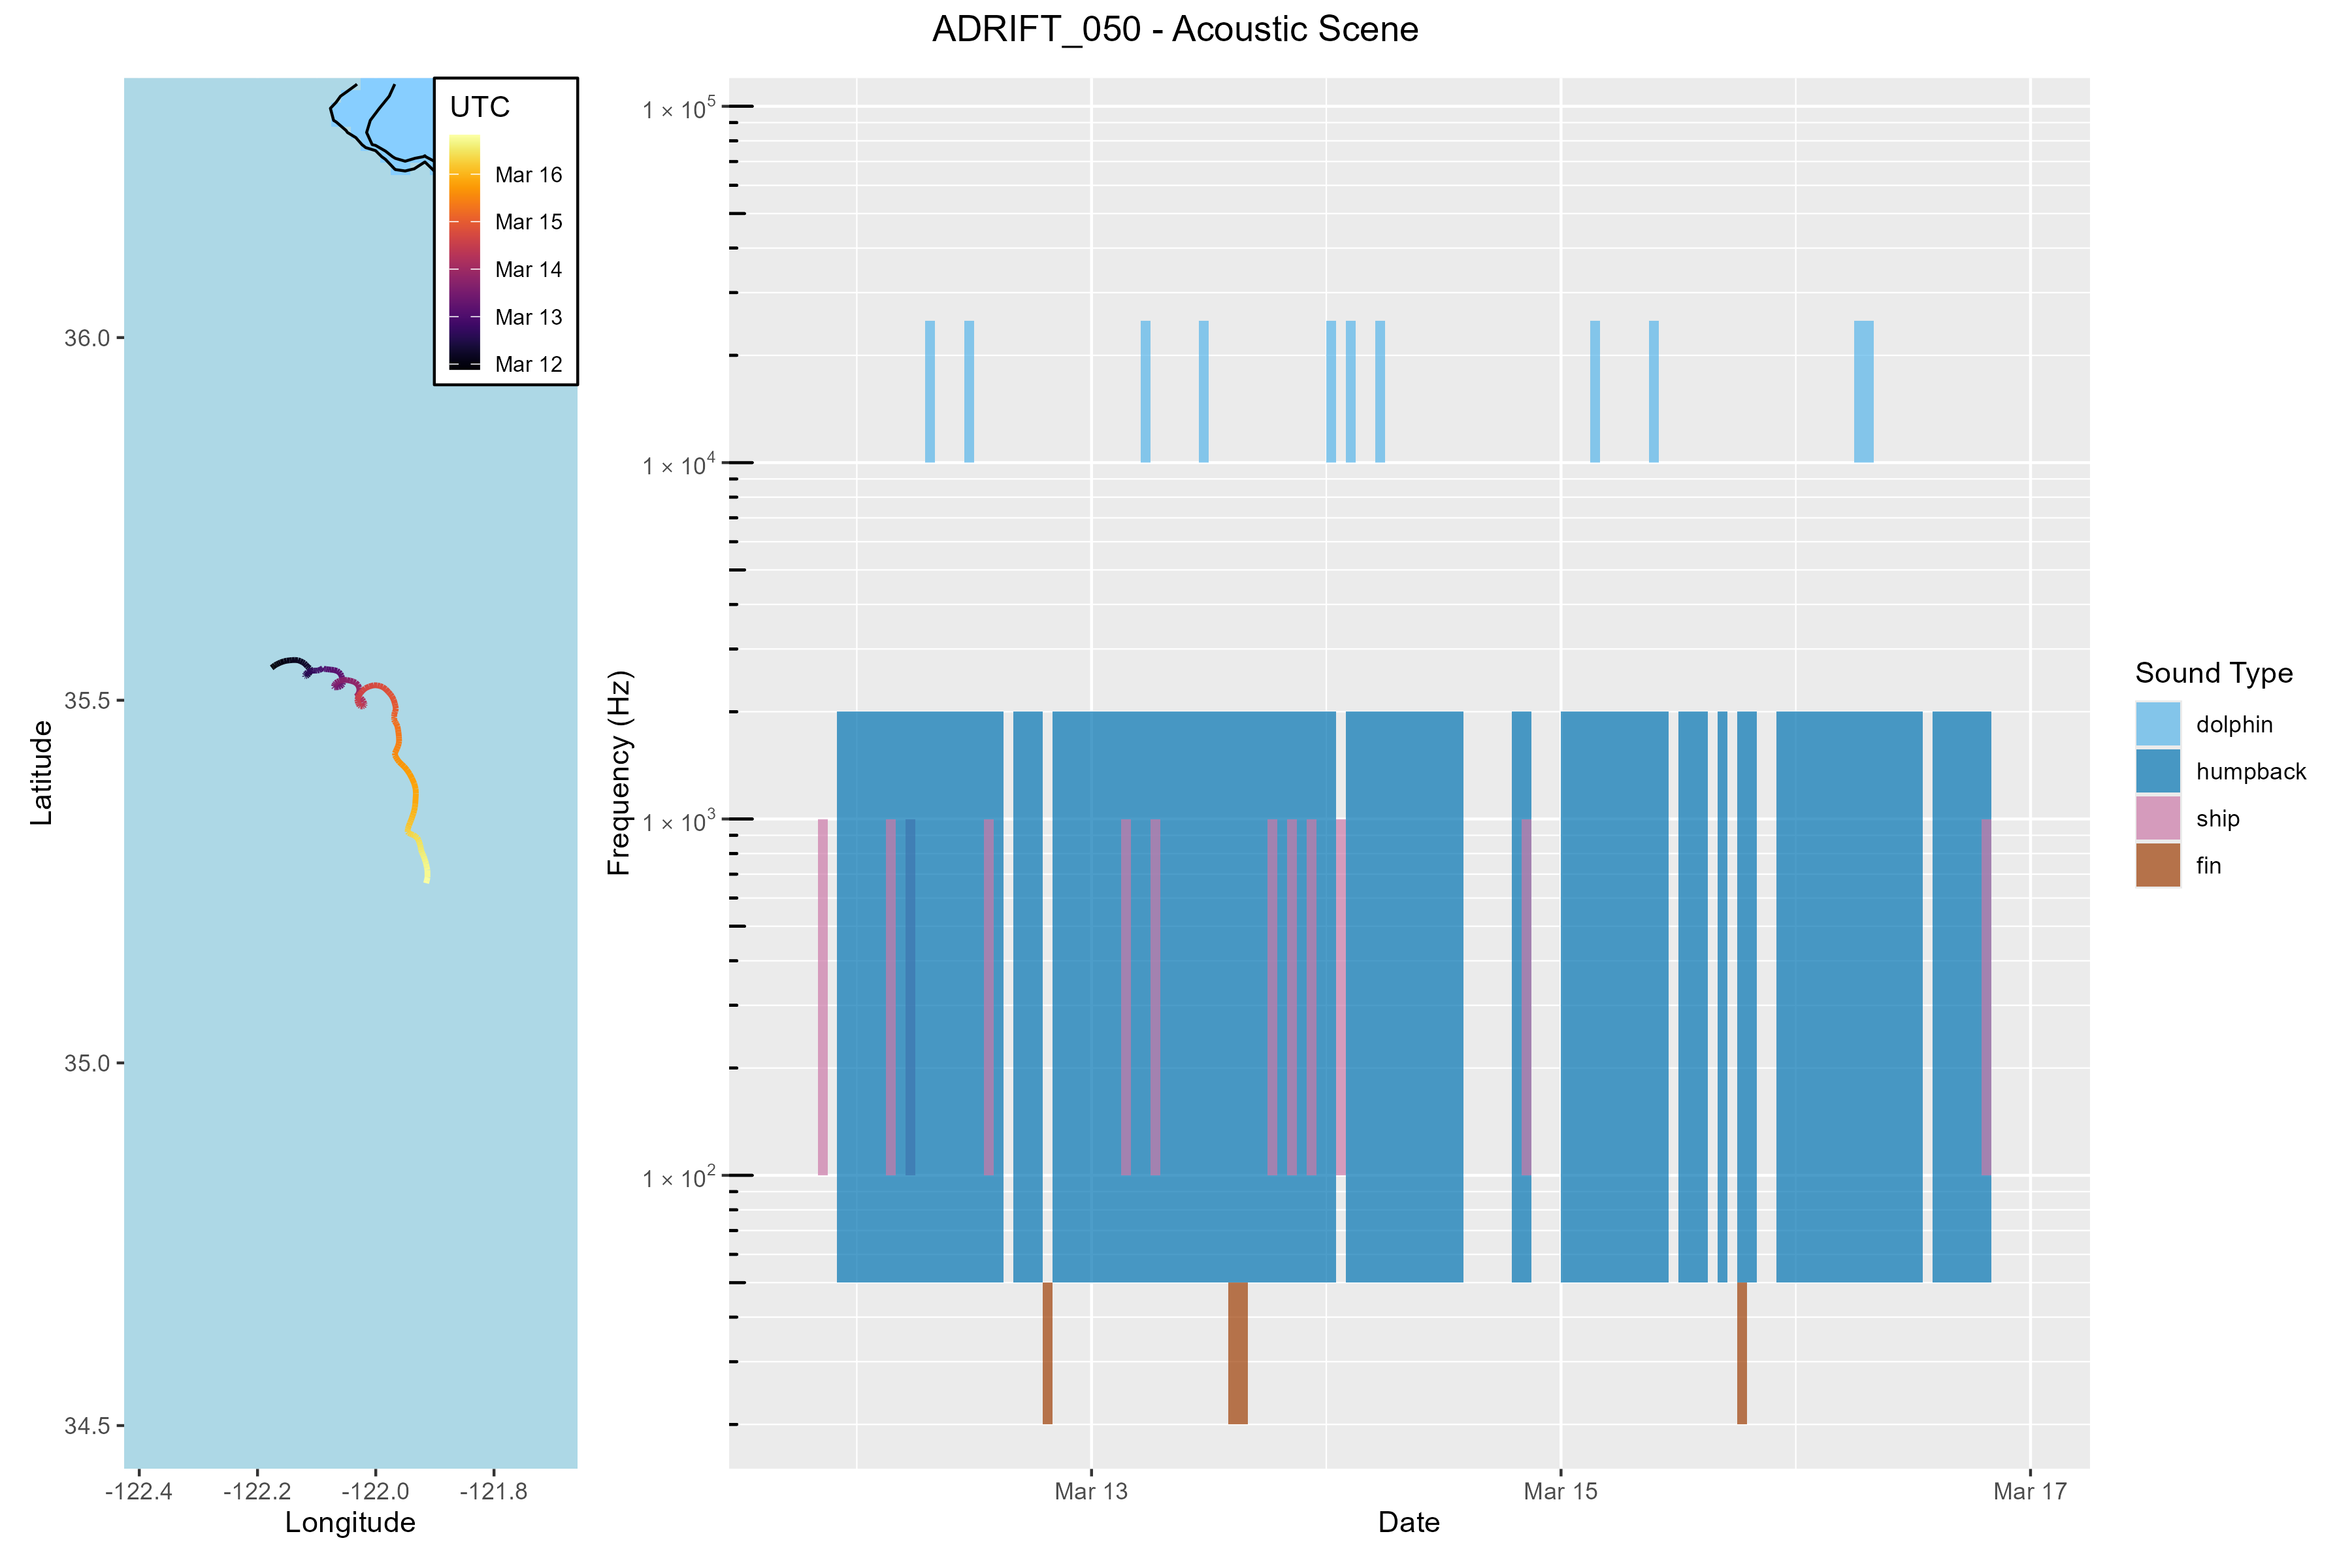 ADRIFT_050 - Acoustic Scene
UTC
Mar 16
Mar 15
Mar 14
Mar 13
Mar 12
36.0
35.5
35.0
34.5
Latitude
-122.4
-122.2
-122.0
-121.8
Longitude
1 × 10⁵
1 × 10⁴
1 × 10³
1 × 10²
Frequency (Hz)
Mar 13
Mar 15
Mar 17
Date
Sound Type
dolphin
humpback
ship
fin